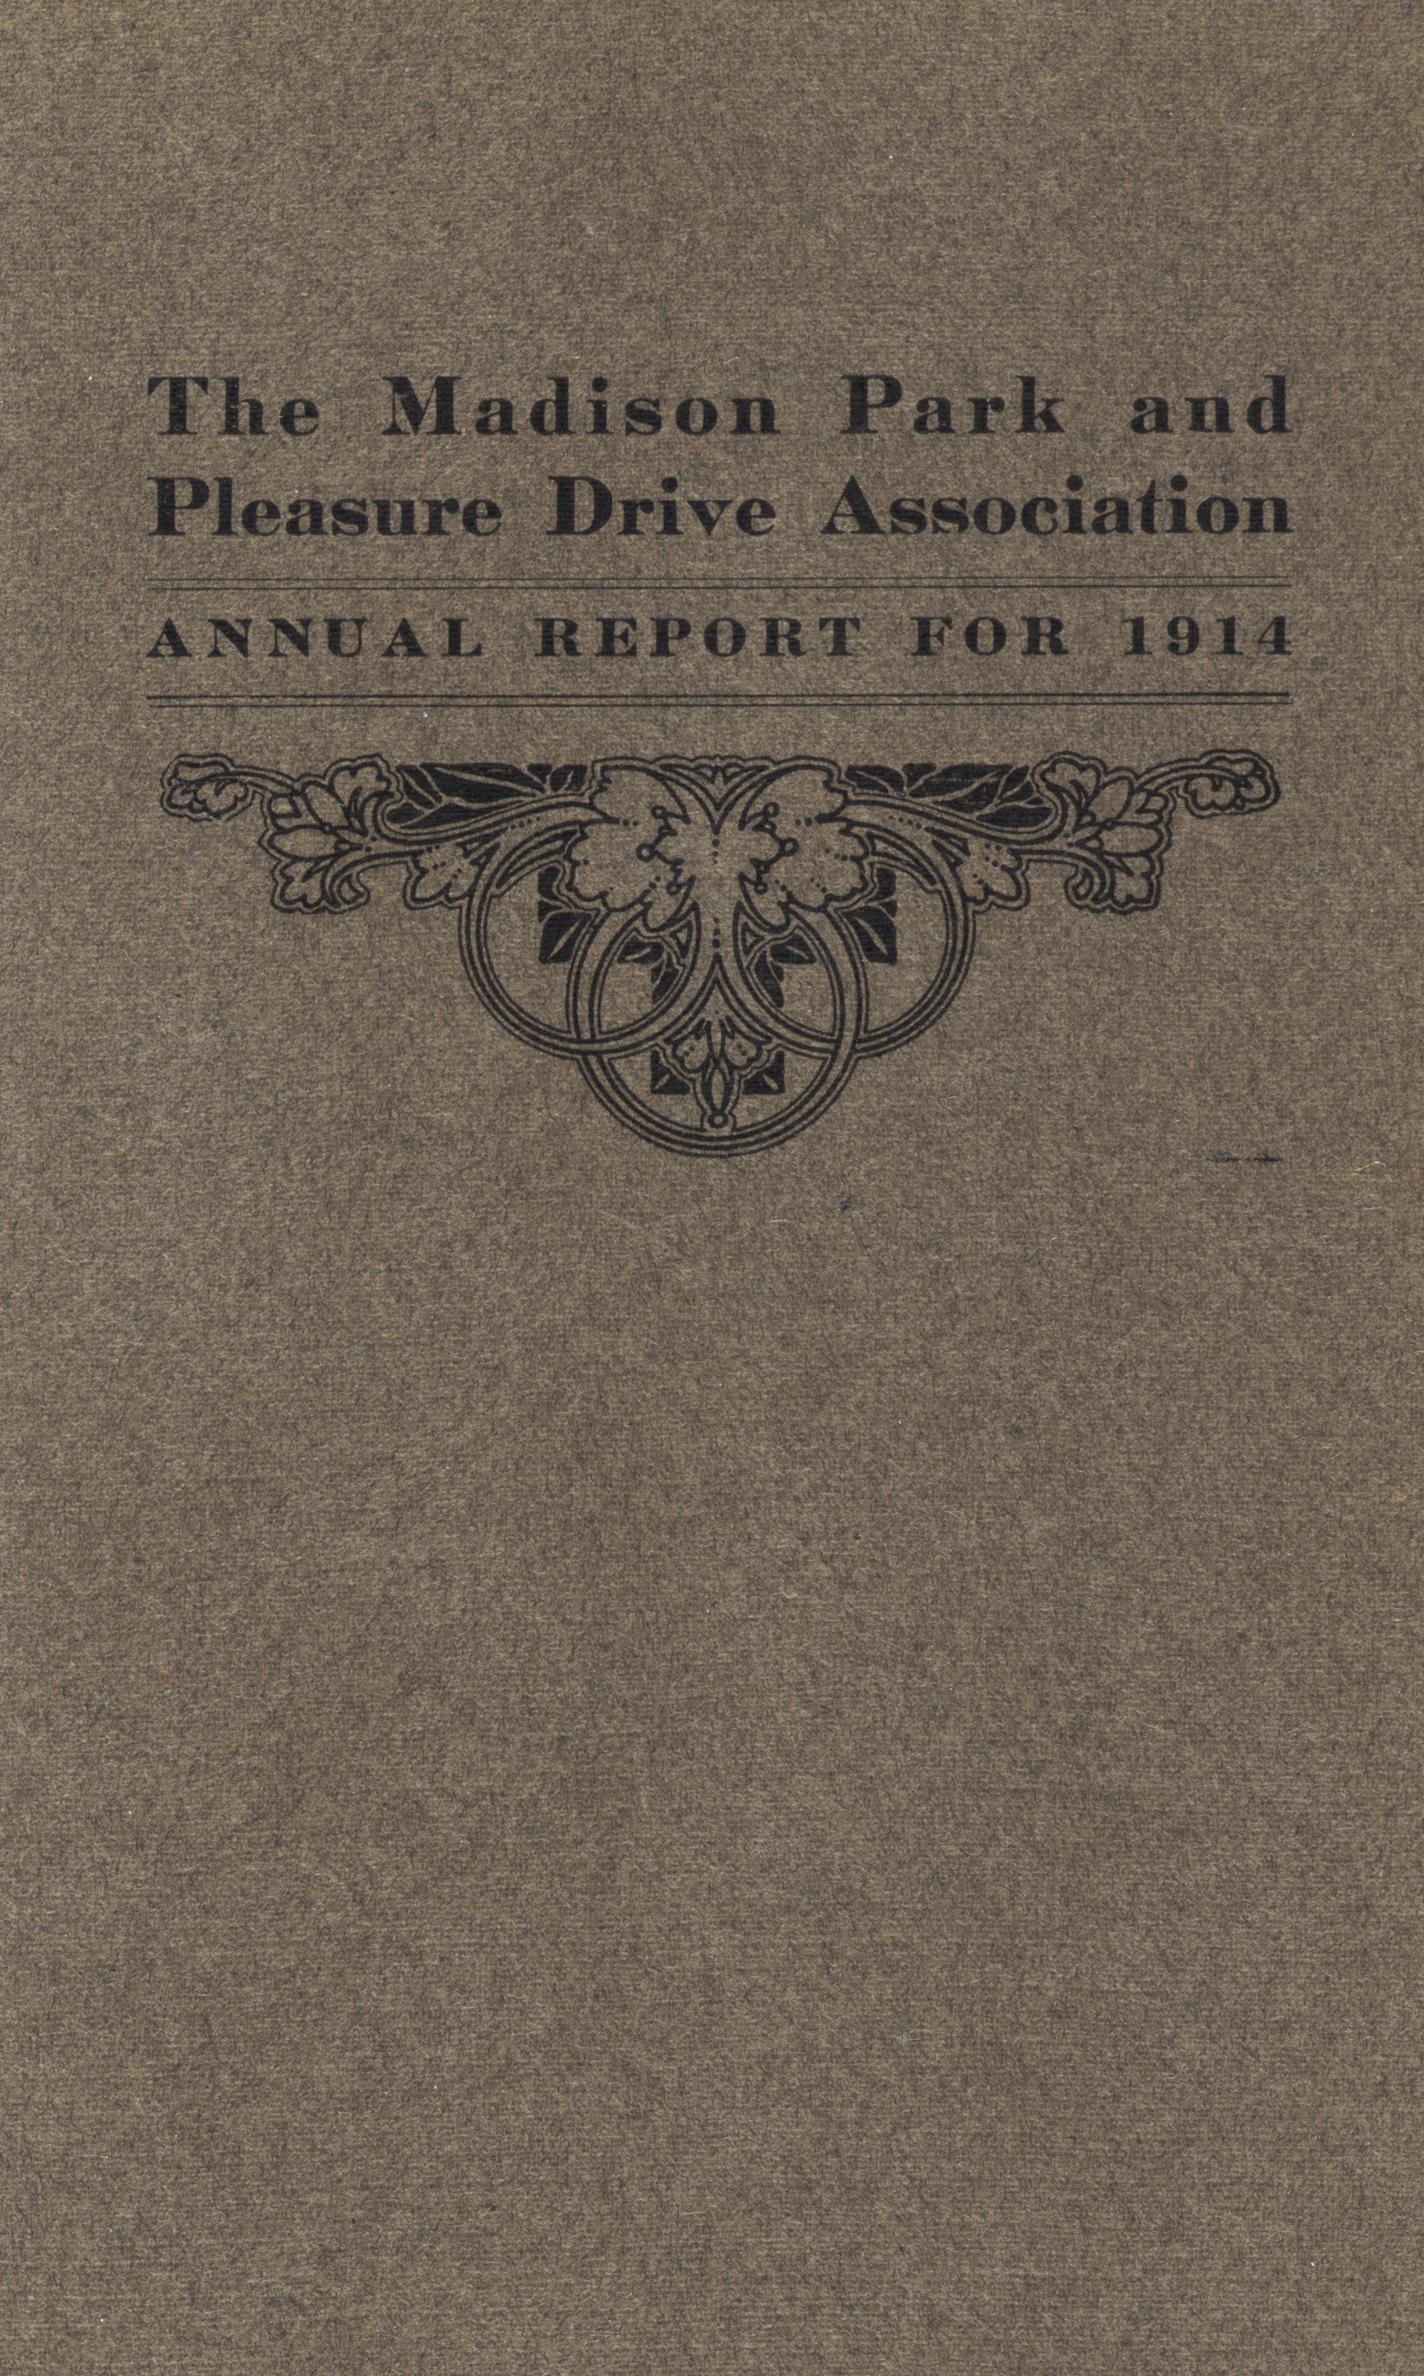 The Madison Park and
Pleasure Drive Association
ANNUAL REPORT FOR 1914